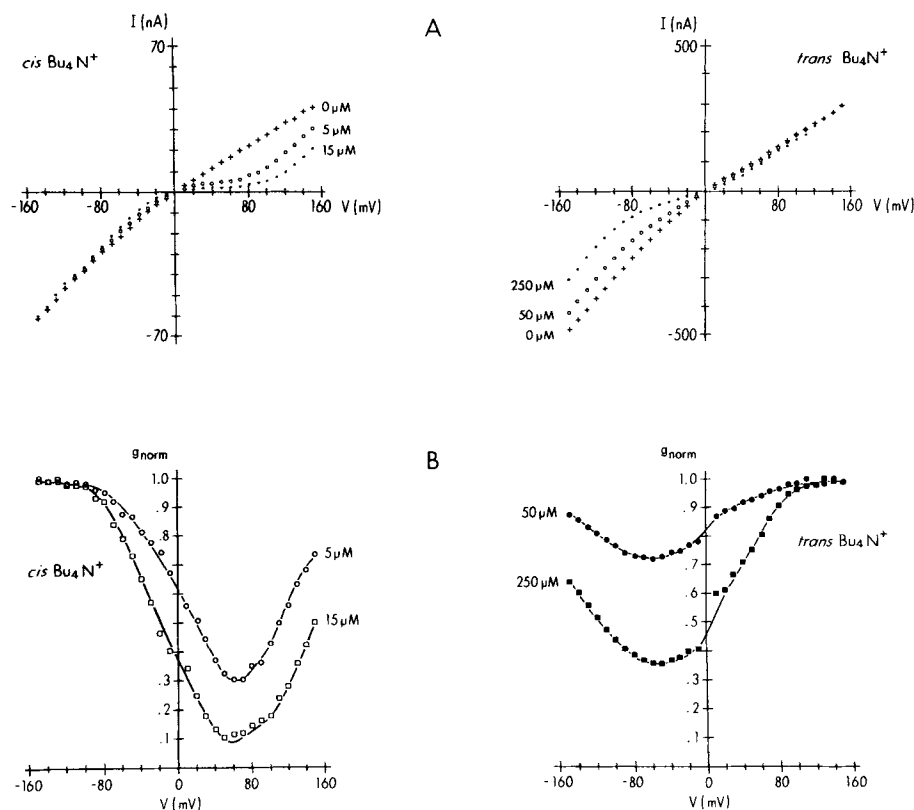 A
I (nA)
70
cis Bu₄N⁺
0 μM
5 μM
15 μM
-160 -80 80 160
V (mV)
-70
I (nA)
500
trans Bu₄N⁺
-160 -80 80 160
V (mV)
250 μM
50 μM
0 μM
-500
B
gnorm
1.0
.9
.8
.7
.6
.5
.4
.3
.2
.1
cis Bu₄N⁺
5 μM
15 μM
-160 -80 0 80 160
V (mV)
gnorm
1.0
.9
.8
.7
.6
.5
.4
.3
.2
.1
50 μM
250 μM
trans Bu₄N⁺
-160 -80 0 80 160
V (mV)